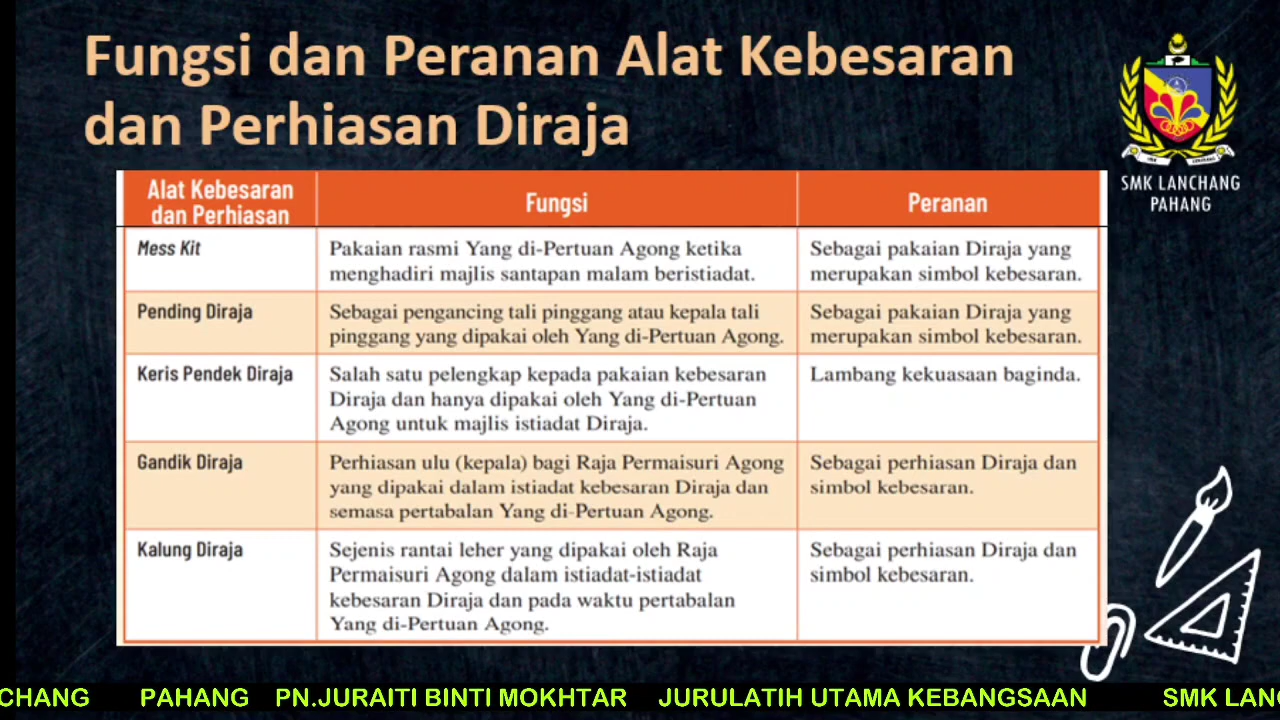 Fungsi dan Peranan Alat Kebesaran
dan Perhiasan Diraja
SMK LANCHANG
PAHANG
Alat Kebesaran
dan Perhiasan
Fungsi
Peranan
Mess Kit
Pakaian rasmi Yang di-Pertuan Agong ketika
menghadiri majlis santapan malam beristiadat.
Sebagai pakaian Diraja yang
merupakan simbol kebesaran.
Pending Diraja
Sebagai pengancing tali pinggang atau kepala tali
pinggang yang dipakai oleh Yang di-Pertuan Agong.
Sebagai pakaian Diraja yang
merupakan simbol kebesaran.
Keris Pendek Diraja
Salah satu pelengkap kepada pakaian kebesaran
Diraja dan hanya dipakai oleh Yang di-Pertuan
Agong untuk majlis istiadat Diraja.
Lambang kekuasaan baginda.
Gandik Diraja
Perhiasan ulu (kepala) bagi Raja Permaisuri Agong
yang dipakai dalam istiadat kebesaran Diraja dan
semasa pertabalan Yang di-Pertuan Agong.
Sebagai perhiasan Diraja dan
simbol kebesaran.
Kalung Diraja
Sejenis rantai leher yang dipakai oleh Raja
Permaisuri Agong dalam istiadat-istiadat
kebesaran Diraja dan pada waktu pertabalan
Yang di-Pertuan Agong.
Sebagai perhiasan Diraja dan
simbol kebesaran.
CHANG PAHANG PN.JURAITI BINTI MOKHTAR JURULATIH UTAMA KEBANGSAAN SMK LANC